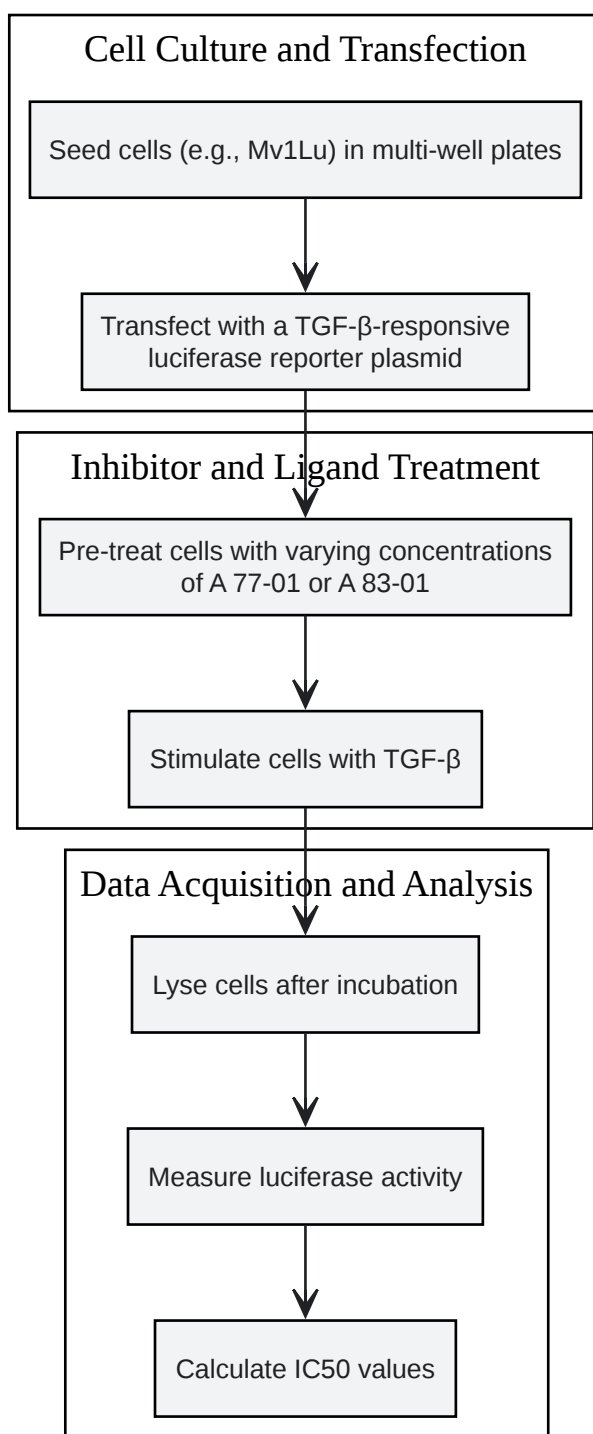 Cell Culture and Transfection
Seed cells (e.g., Mv1Lu) in multi-well plates
Transfect with a TGF-β-responsive
luciferase reporter plasmid
Inhibitor and Ligand Treatment
Pre-treat cells with varying concentrations
of A 77-01 or A 83-01
Stimulate cells with TGF-β
Data Acquisition and Analysis
Lyse cells after incubation
Measure luciferase activity
Calculate IC50 values